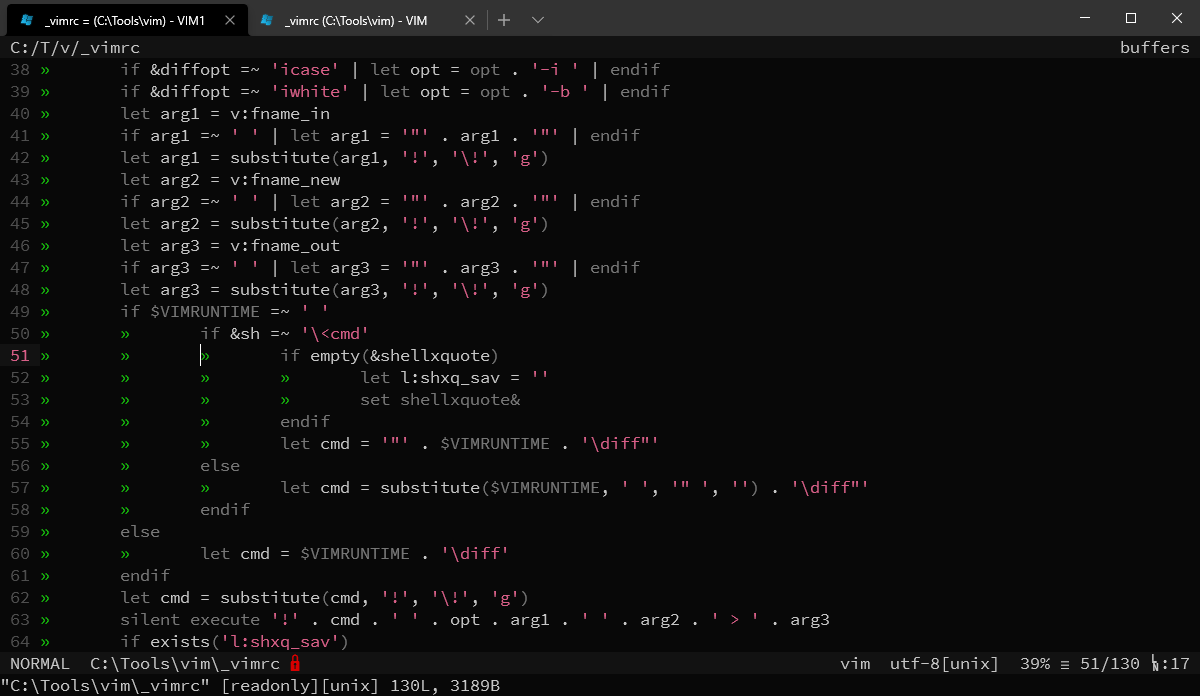 _vimrc = (C:\Tools\vim) - VIM1
_vimrc (C:\Tools\vim) - VIM
C:/T/v/_vimrc buffers
38 » if &diffopt =~ 'icase' | let opt = opt . '-i ' | endif
39 » if &diffopt =~ 'iwhite' | let opt = opt . '-b ' | endif
40 » let arg1 = v:fname_in
41 » if arg1 =~ ' ' | let arg1 = '"' . arg1 . '"' | endif
42 » let arg1 = substitute(arg1, '!', '\!', 'g')
43 » let arg2 = v:fname_new
44 » if arg2 =~ ' ' | let arg2 = '"' . arg2 . '"' | endif
45 » let arg2 = substitute(arg2, '!', '\!', 'g')
46 » let arg3 = v:fname_out
47 » if arg3 =~ ' ' | let arg3 = '"' . arg3 . '"' | endif
48 » let arg3 = substitute(arg3, '!', '\!', 'g')
49 » if $VIMRUNTIME =~ ' '
50 » » if &sh =~ '\<cmd'
51 » » » if empty(&shellxquote)
52 » » » » let l:shxq_sav = ''
53 » » » » set shellxquote&
54 » » » endif
55 » » » let cmd = '"' . $VIMRUNTIME . '\diff"'
56 » » else
57 » » » let cmd = substitute($VIMRUNTIME, ' ', '" ', '') . '\diff"'
58 » » endif
59 » else
60 » » let cmd = $VIMRUNTIME . '\diff'
61 » endif
62 » let cmd = substitute(cmd, '!', '\!', 'g')
63 » silent execute '!' . cmd . ' ' . opt . arg1 . ' ' . arg2 . ' > ' . arg3
64 » if exists('l:shxq_sav')
NORMAL C:\Tools\vim\_vimrc vim utf-8[unix] 39% ≡ 51/130 :17
"C:\Tools\vim\_vimrc" [readonly][unix] 130L, 3189B